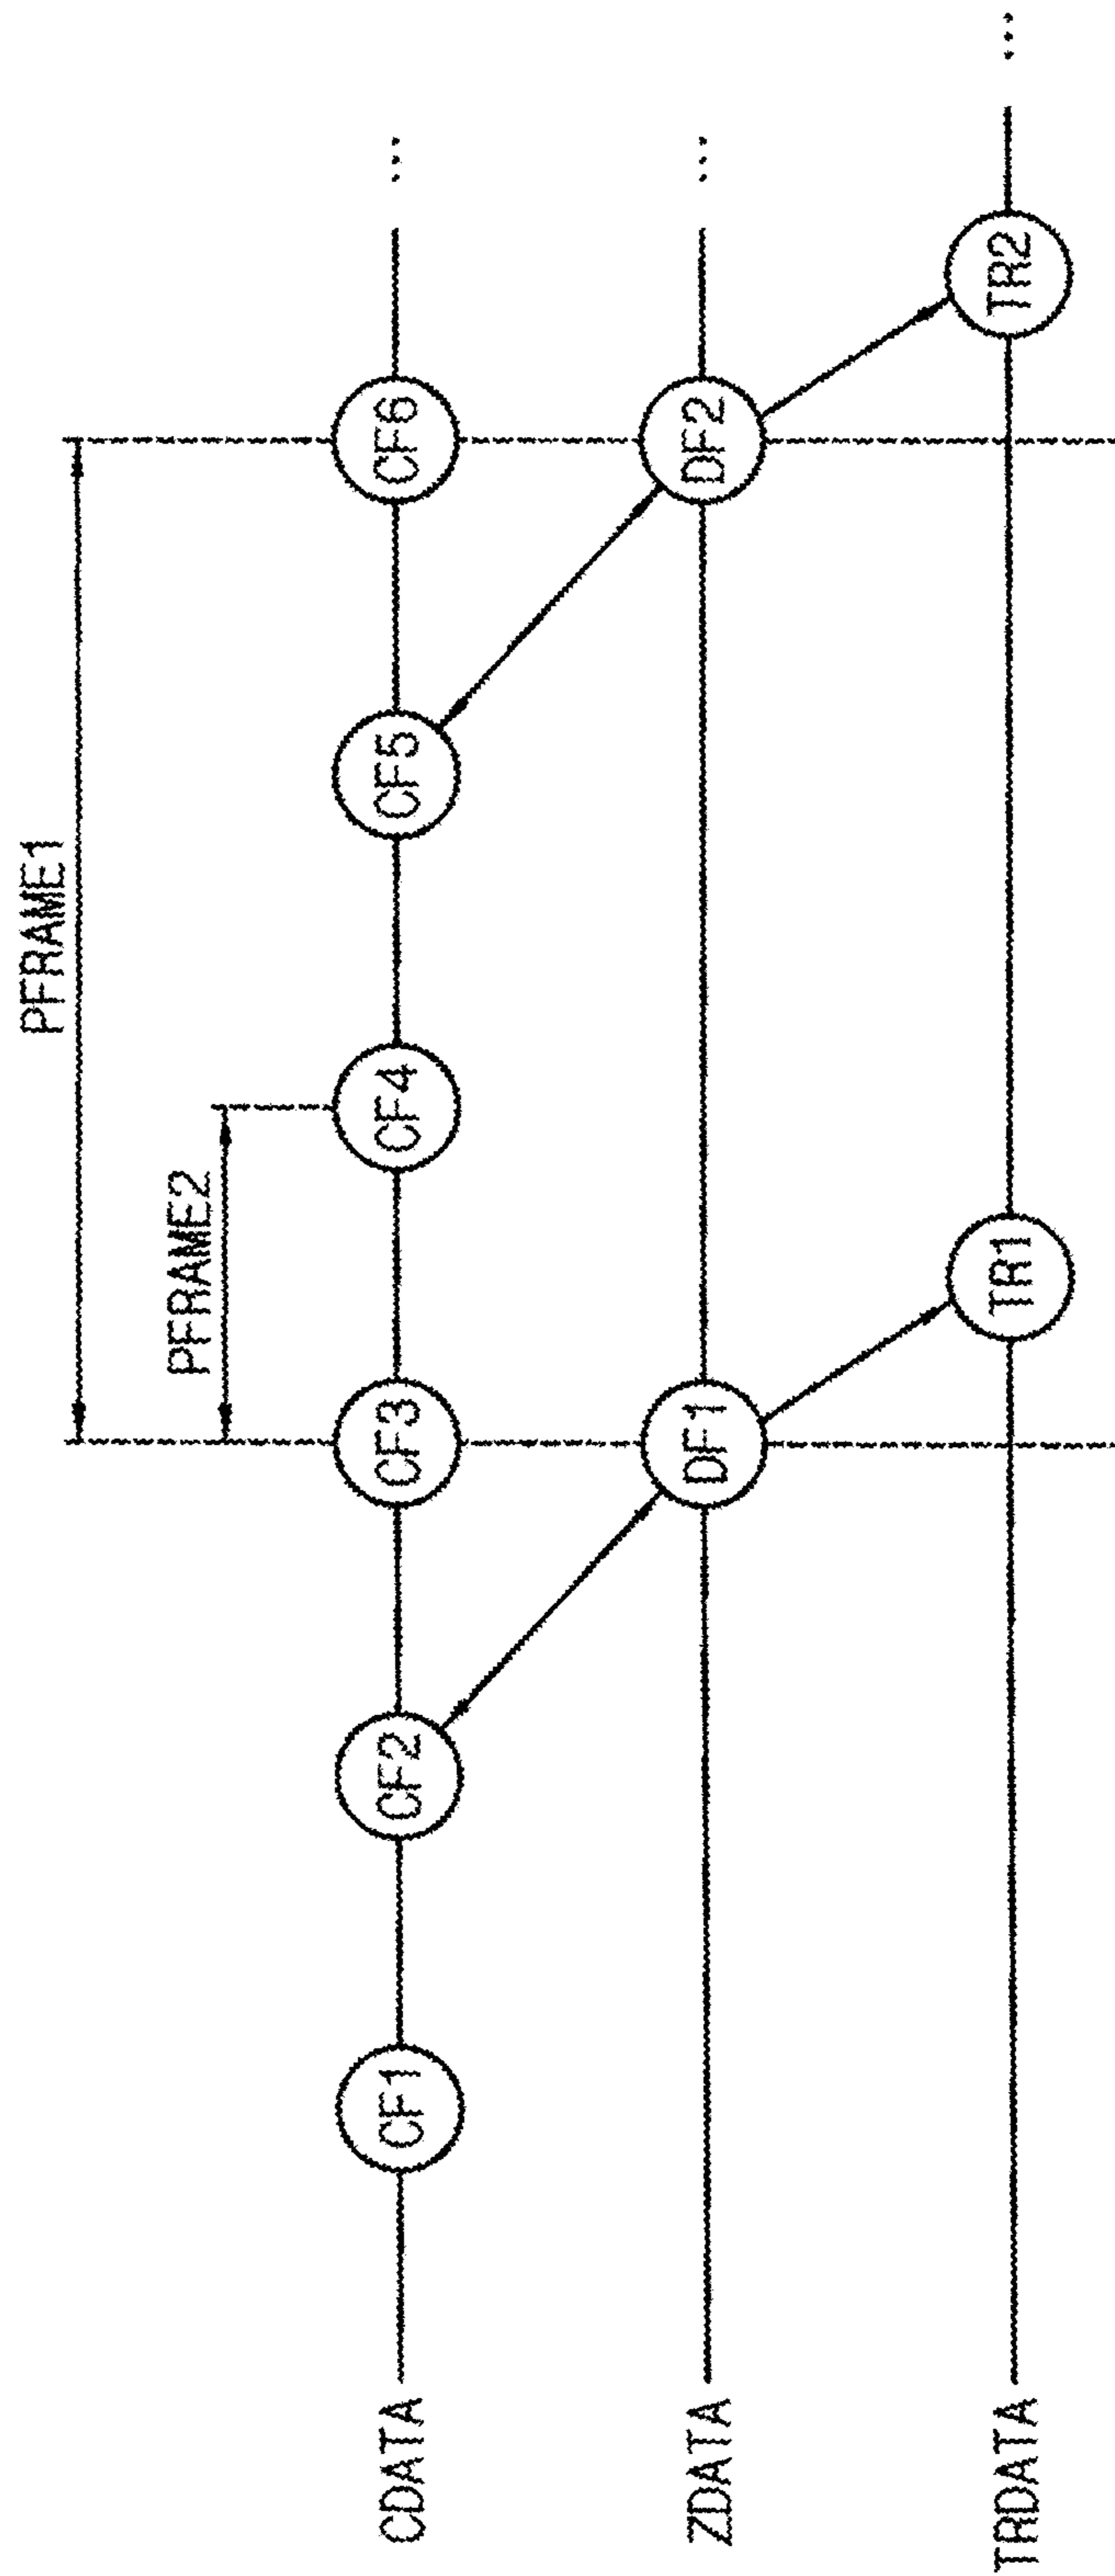 PFRAME1
PFRAME2
CDATA CF1 CF2 CF3 CF4 CF5 CF6 ...
ZDATA DF1 DF2 ...
TRDATA TR1 TR2 ...